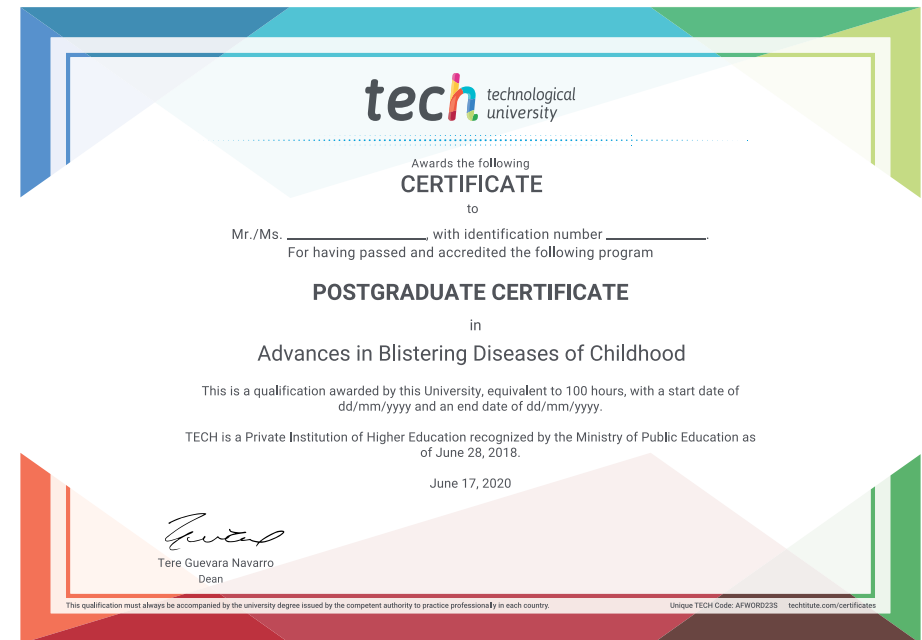 tech technological
university
Awards the following
CERTIFICATE
to
Mr./Ms. ____________________, with identification number ______________.
For having passed and accredited the following program
POSTGRADUATE CERTIFICATE
in
Advances in Blistering Diseases of Childhood
This is a qualification awarded by this University, equivalent to 100 hours, with a start date of
dd/mm/yyyy and an end date of dd/mm/yyyy.
TECH is a Private Institution of Higher Education recognized by the Ministry of Public Education as
of June 28, 2018.
June 17, 2020
Tere Guevara Navarro
Dean
This qualification must always be accompanied by the university degree issued by the competent authority to practice professionally in each country. Unique TECH Code: AFWORD23S techtitute.com/certificates